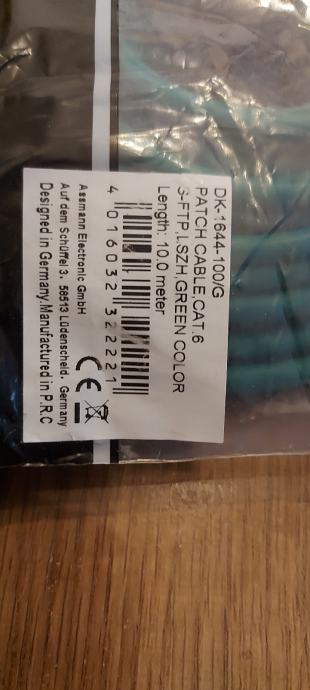 DK-1644-100/G
PATCH CABLE,CAT.6
S-FTP,LSZH,GREEN COLOR
Length: 10.0 meter
4 016032 322221
Assmann Electronic GmbH
Auf dem Schüffel 3. 58513 Lüdenscheid. Germany
Designed in Germany,Manufactured in P.R.C
CE